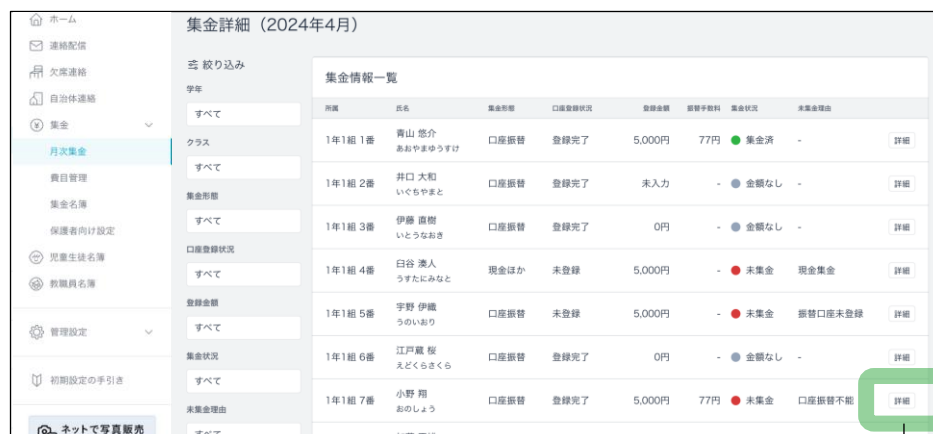 ホーム
連絡配信
欠席連絡
自治体連絡
集金
月次集金
費目管理
集金名簿
保護者向け設定
児童生徒名簿
教職員名簿
管理設定
初期設定の手引き
ネットで写真販売
集金詳細（2024年4月）
絞り込み
学年
すべて
クラス
すべて
集金形態
すべて
口座登録状況
すべて
登録金額
すべて
集金状況
すべて
未集金理由
集金情報一覧
所属 氏名 集金形態 口座登録状況 登録金額 振替手数料 集金状況 未集金理由
1年1組 1番 青山 悠介 口座振替 登録完了 5,000円 77円 集金済 - 詳細
あおやまゆうすけ
1年1組 2番 井口 大和 口座振替 登録完了 未入力 - 金額なし - 詳細
いぐちやまと
1年1組 3番 伊藤 直樹 口座振替 登録完了 0円 - 金額なし - 詳細
いとうなおき
1年1組 4番 臼谷 湊人 現金ほか 未登録 5,000円 - 未集金 現金集金 詳細
うすたにみなと
1年1組 5番 宇野 伊織 口座振替 未登録 5,000円 - 未集金 振替口座未登録 詳細
うのいおり
1年1組 6番 江戸蔵 桜 口座振替 登録完了 0円 - 金額なし - 詳細
えどくらさくら
1年1組 7番 小野 翔 口座振替 登録完了 5,000円 77円 未集金 口座振替不能 詳細
おのしょう